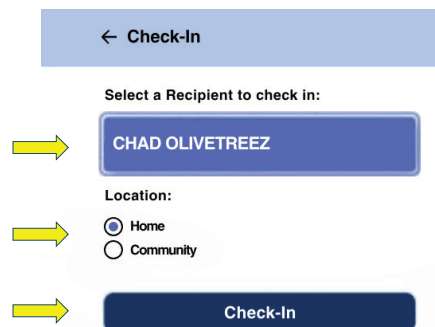 ← Check-In
Select a Recipient to check in:
CHAD OLIVETREEZ
Location:
Home
Community
Check-In